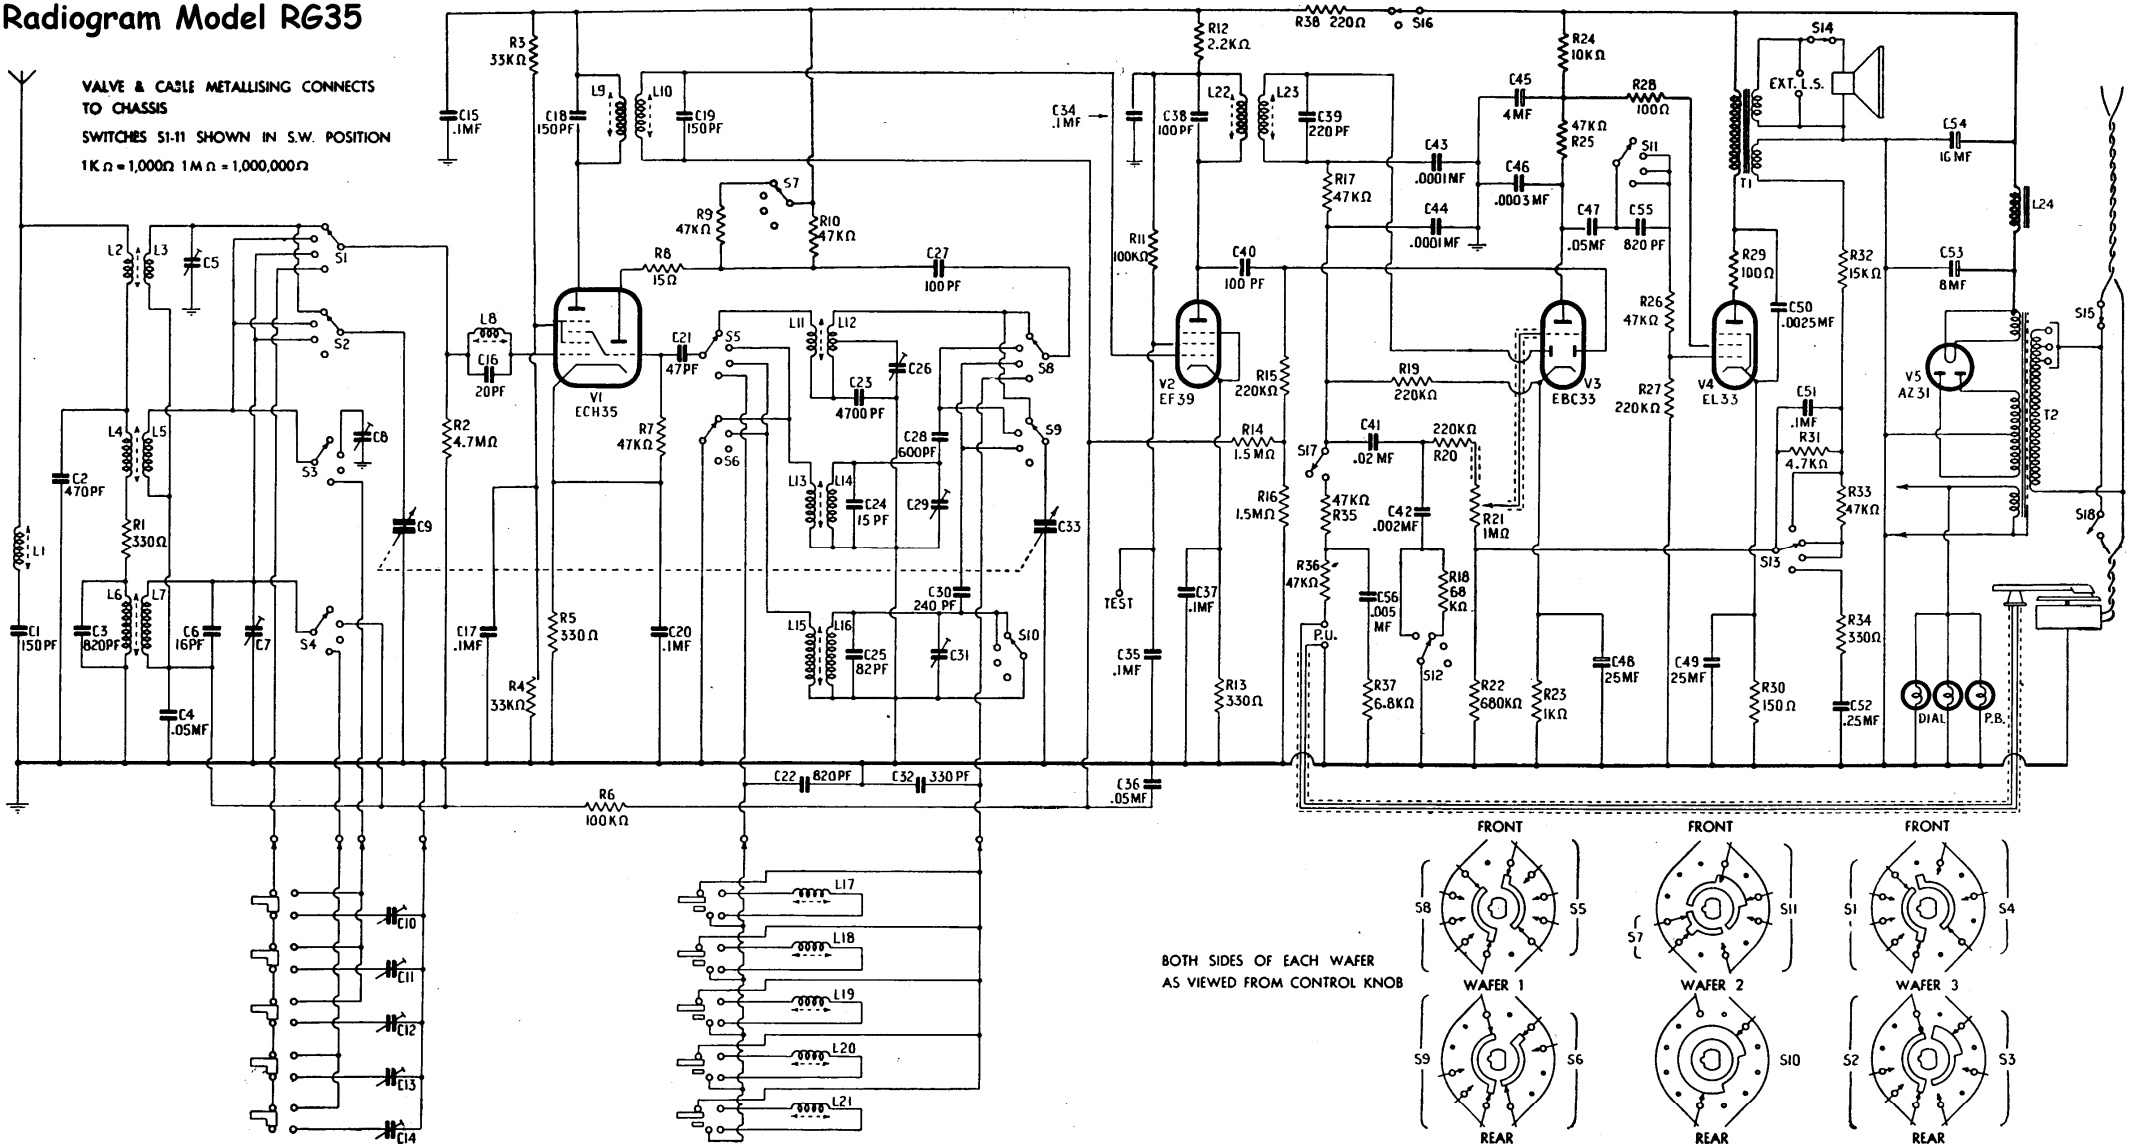 Radiogram Model RG35
VALVE & CABLE METALLISING CONNECTS
TO CHASSIS
SWITCHES S1-11 SHOWN IN S.W. POSITION
1KΩ=1,000Ω 1MΩ=1,000,000Ω
R3
33KΩ
C15
.1MF
C18
150PF
L9
L10
C19
150PF
C34
.1MF
R12
2.2KΩ
C38
100PF
L22
L23
C39
220PF
R38 220Ω
S16
R24
10KΩ
C45
4MF
R28
100Ω
47KΩ
R25
S11
S14
EXT. L.S.
T1
C54
16MF
L24
C53
8MF
S15
L2
L3
C5
S1
S2
R9
47KΩ
S7
R10
47KΩ
R8
15Ω
C27
100PF
R11
100KΩ
C40
100PF
R17
47KΩ
C43
.0001MF
C44
.0001MF
C46
.0003MF
C47
.05MF
C55
820PF
R29
100Ω
C50
.0025MF
R32
15KΩ
L8
C16
20PF
V1
ECH35
C21
47PF
S5
S6
L11
L12
C26
C23
4700PF
S8
S9
V2
EF39
R15
220KΩ
R19
220KΩ
V3
EBC33
R26
47KΩ
R27
220KΩ
V4
EL33
V5
AZ31
T2
C51
.1MF
R31
4.7KΩ
L4
L5
C8
S3
C2
470PF
R1
330Ω
C9
R2
4.7MΩ
R7
47KΩ
C28
600PF
L13
L14
C24
15PF
C29
C33
R14
1.5MΩ
R16
1.5MΩ
S17
C41
.02MF
220KΩ
R20
47KΩ
R35
C42
.002MF
R21
1MΩ
R33
47KΩ
S18
L1
C1
150PF
C3
820PF
L6
L7
C6
16PF
C7
S4
C4
.05MF
C17
.1MF
R4
33KΩ
R5
330Ω
C20
.1MF
L15
L16
C25
82PF
C30
240PF
C31
S10
TEST
C35
.1MF
C37
.1MF
R13
330Ω
R36
47KΩ
P.U.
C56
.005
MF
R18
68
KΩ
S12
R37
6.8KΩ
R22
680KΩ
R23
1KΩ
C48
25MF
C49
25MF
R30
150Ω
S13
R34
330Ω
C52
.25MF
DIAL
P.B.
C22 820PF
C32 330PF
C36
.05MF
R6
100KΩ
C10
C11
C12
C13
C14
L17
L18
L19
L20
L21
BOTH SIDES OF EACH WAFER
AS VIEWED FROM CONTROL KNOB
FRONT
S8
S5
WAFER 1
S9
S6
REAR
FRONT
S7
S11
WAFER 2
S10
REAR
FRONT
S1
S4
WAFER 3
S2
S3
REAR